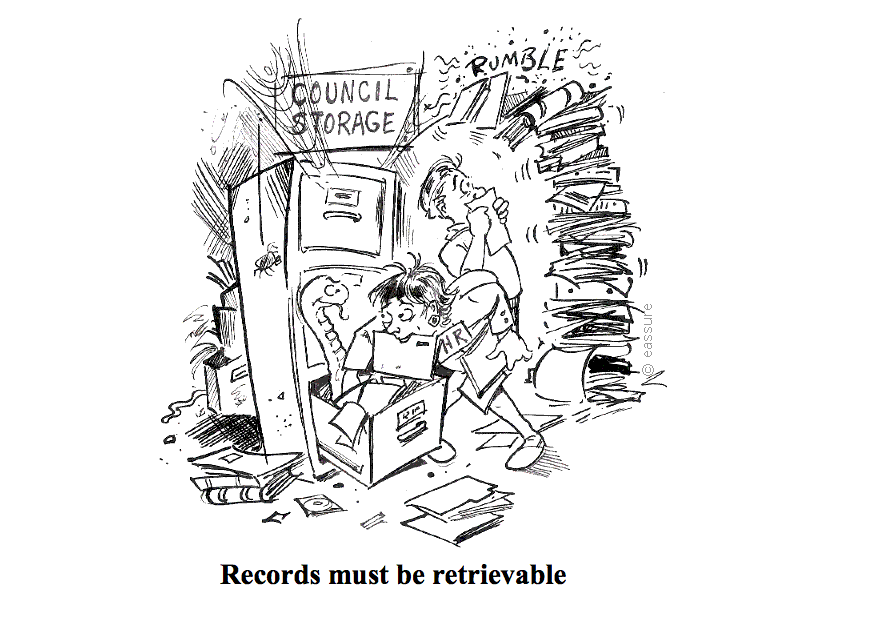 RUMBLE
COUNCIL
STORAGE
HR
© eassure
Records must be retrievable